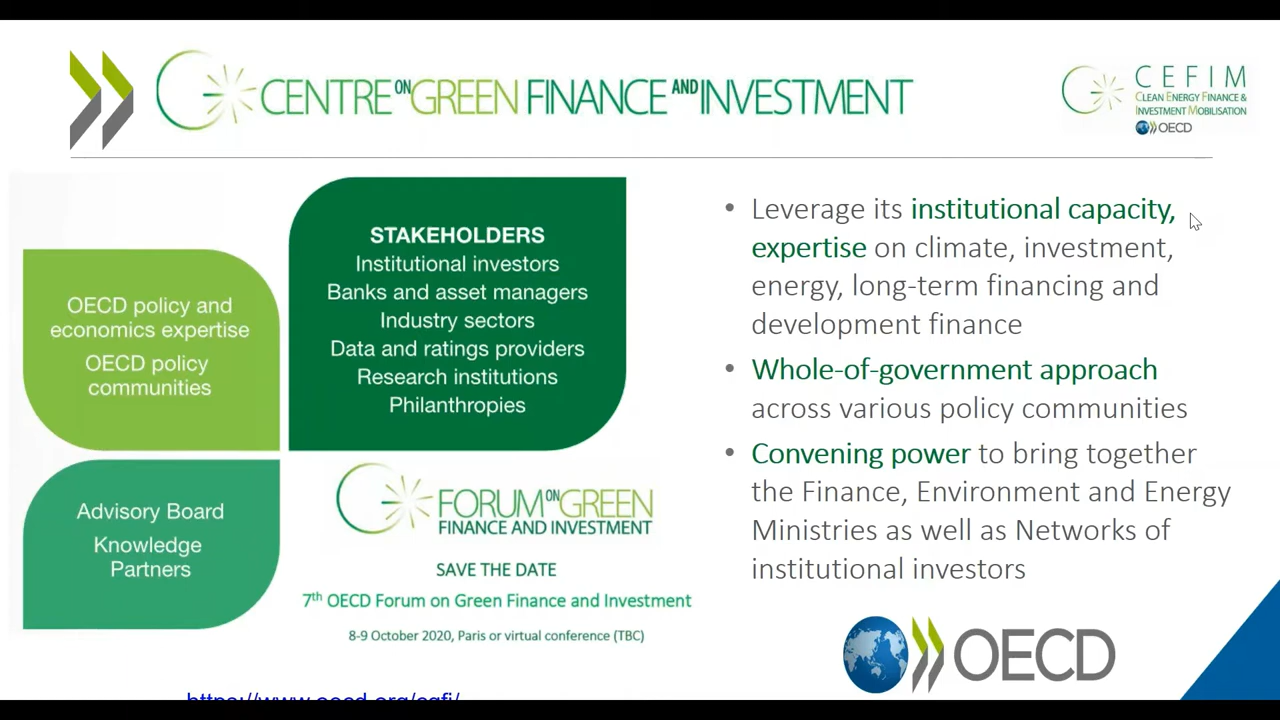 CENTRE ON GREEN FINANCE AND INVESTMENT
CEFIM
CLEAN ENERGY FINANCE &
INVESTMENT MOBILISATION
OECD
OECD policy and
economics expertise
OECD policy
communities
STAKEHOLDERS
Institutional investors
Banks and asset managers
Industry sectors
Data and ratings providers
Research institutions
Philanthropies
Advisory Board
Knowledge
Partners
FORUM ON GREEN
FINANCE AND INVESTMENT
SAVE THE DATE
7th OECD Forum on Green Finance and Investment
8-9 October 2020, Paris or virtual conference (TBC)
https://www.oecd.org/cgfi/
• Leverage its institutional capacity,
expertise on climate, investment,
energy, long-term financing and
development finance
• Whole-of-government approach
across various policy communities
• Convening power to bring together
the Finance, Environment and Energy
Ministries as well as Networks of
institutional investors
OECD